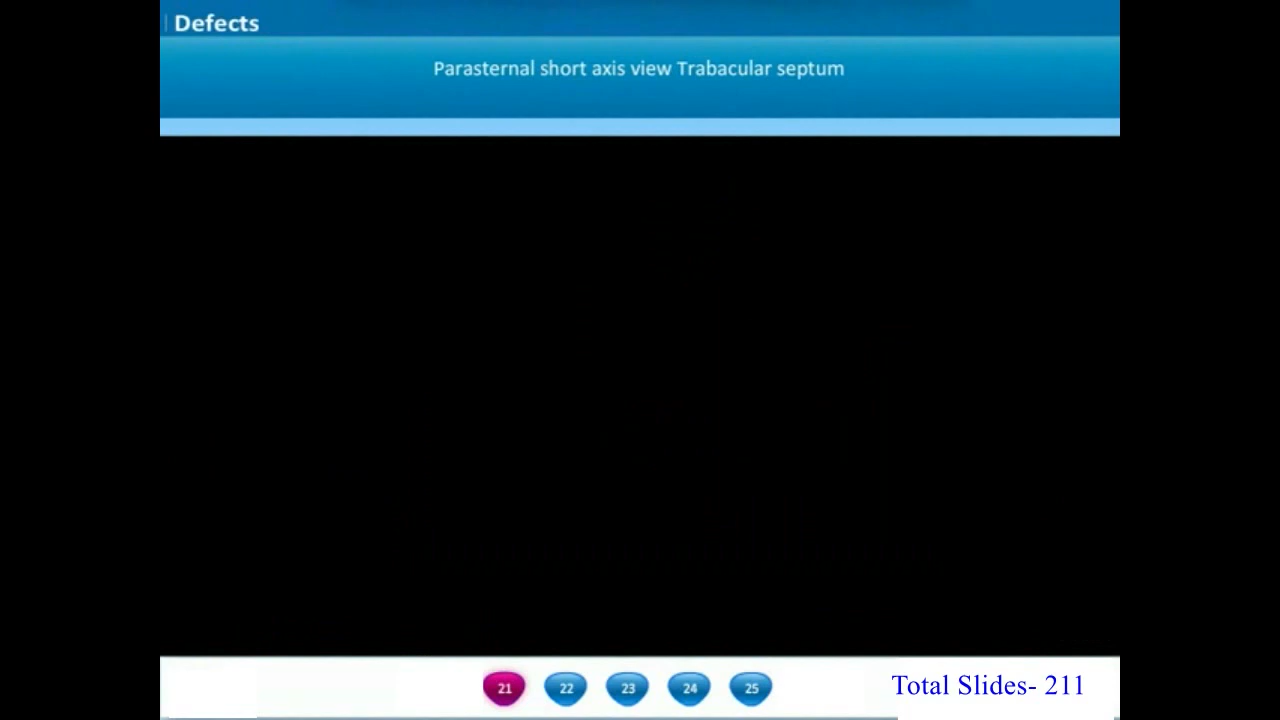 Defects
Parasternal short axis view Trabacular septum
21 22 23 24 25
Total Slides- 211